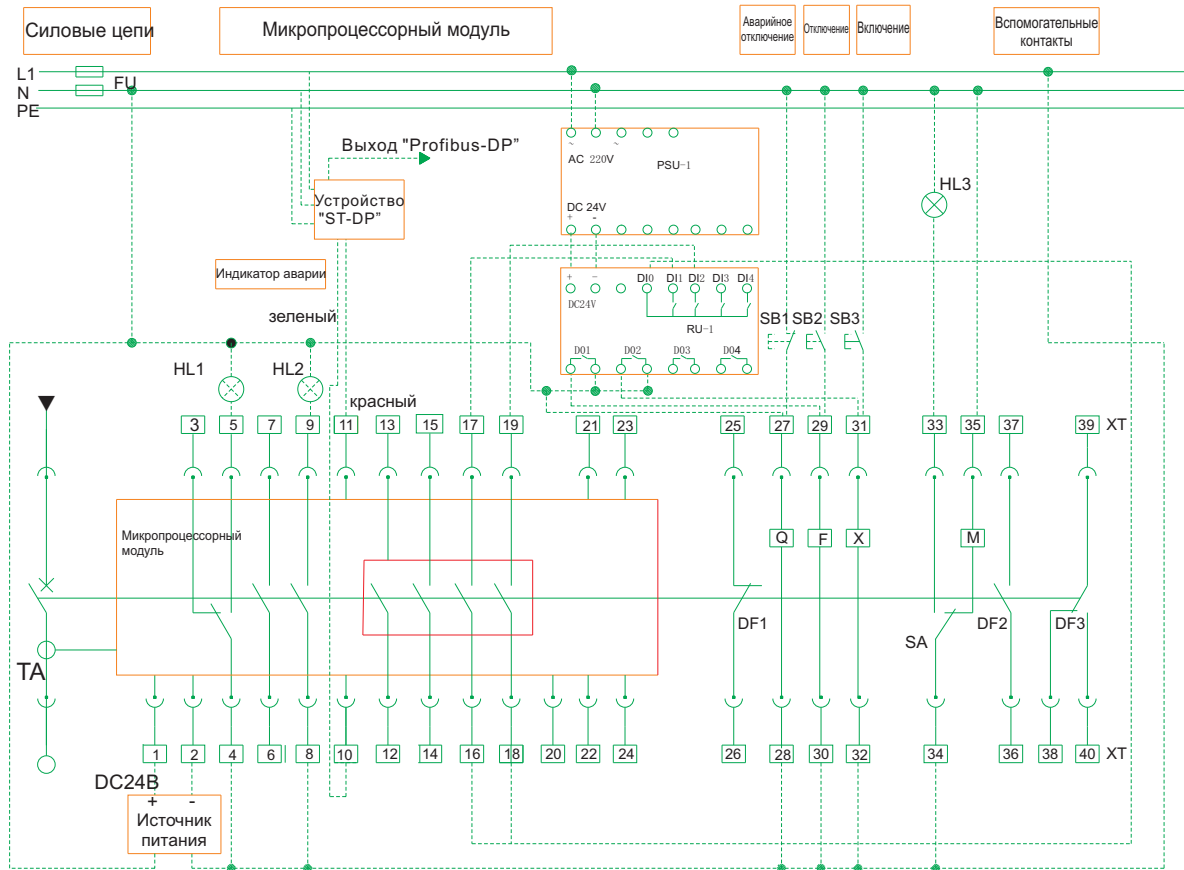 Силовые цепи
Микропроцессорный модуль
Аварийное
отключение
Отключение
Включение
Вспомогательные
контакты
L1
FU
N
PE
Выход "Profibus-DP"
~ ~
AC 220V
PSU-1
DC 24V
+ -
Устройство
"ST-DP"
HL3
Индикатор аварии
+ - DI0 DI1 DI2 DI3 DI4
DC24V
RU-1
DO1 DO2 DO3 DO4
SB1 SB2 SB3
зеленый
HL1
HL2
красный
3 5 7 9 11 13 15 17 19 21 23 25 27 29 31 33 35 37 39 XT
Микропроцессорный
модуль
Q F X M
DF1
SA
DF2
DF3
TA
1 2 4 6 8 10 12 14 16 18 20 22 24 26 28 30 32 34 36 38 40 XT
DC24В
+ -
Источник
питания